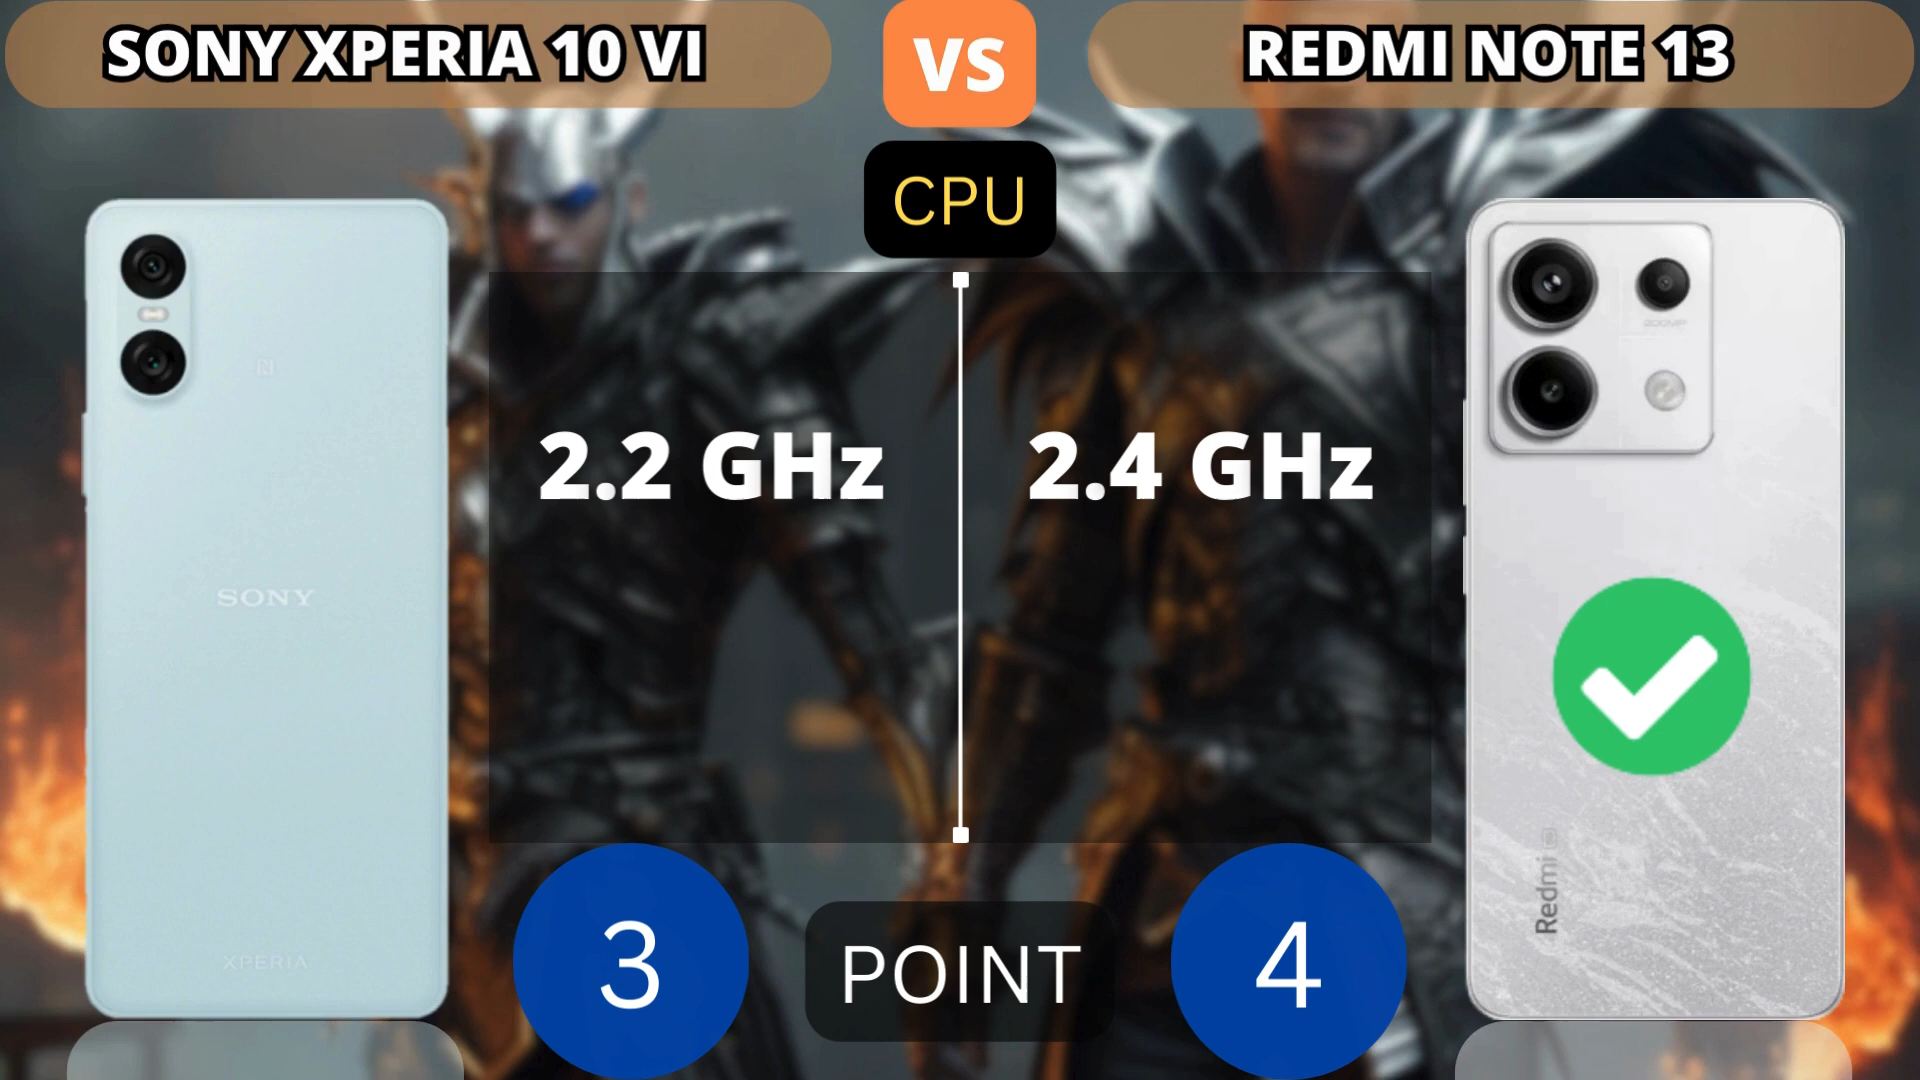 SONY XPERIA 10 VI
VS
REDMI NOTE 13
CPU
2.2 GHz
2.4 GHz
200MP
SONY
XPERIA
Redmi
3
POINT
4